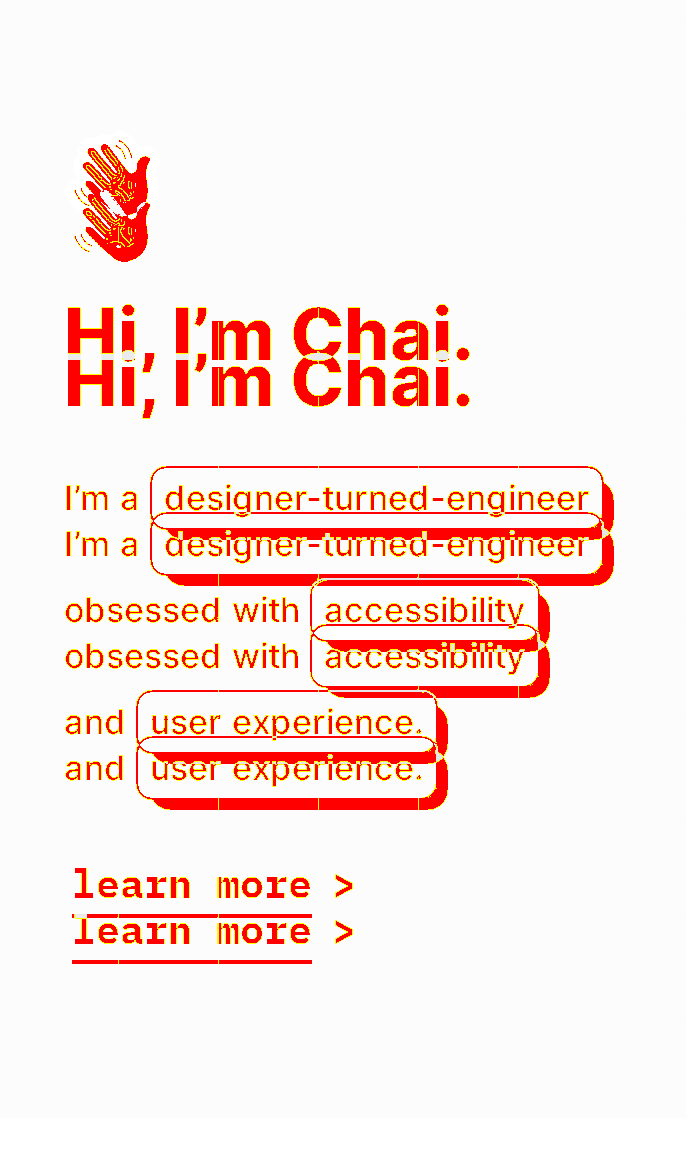 Hi, I’m Chai.
Hi, I’m Chai.
I’m a designer-turned-engineer
I’m a designer-turned-engineer
obsessed with accessibility
obsessed with accessibility
and user experience.
and user experience.
learn more >
learn more >